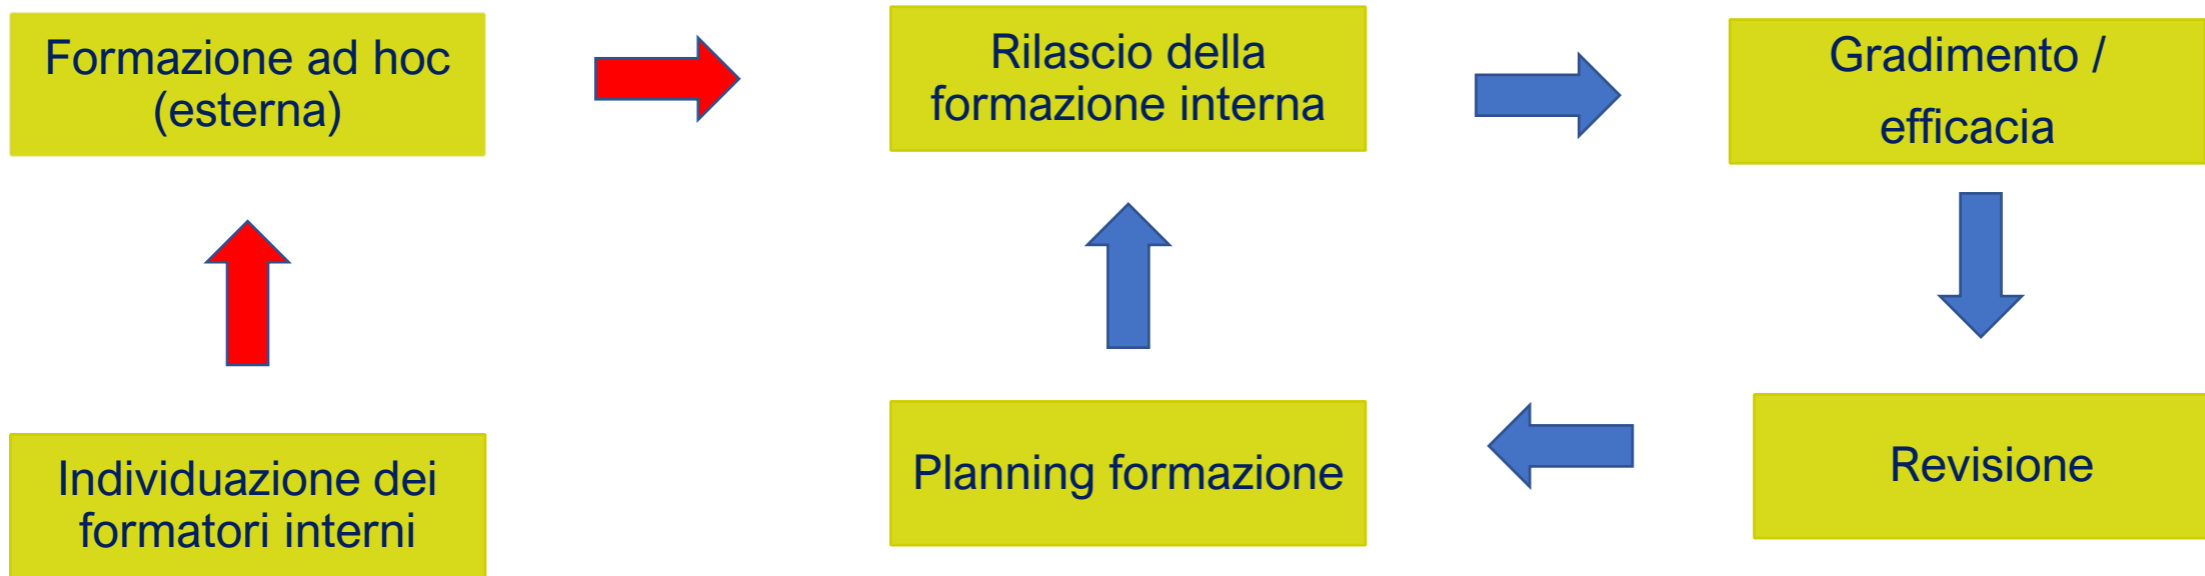 Formazione ad hoc
(esterna)
Rilascio della
formazione interna
Gradimento /
efficacia
Individuazione dei
formatori interni
Planning formazione
Revisione